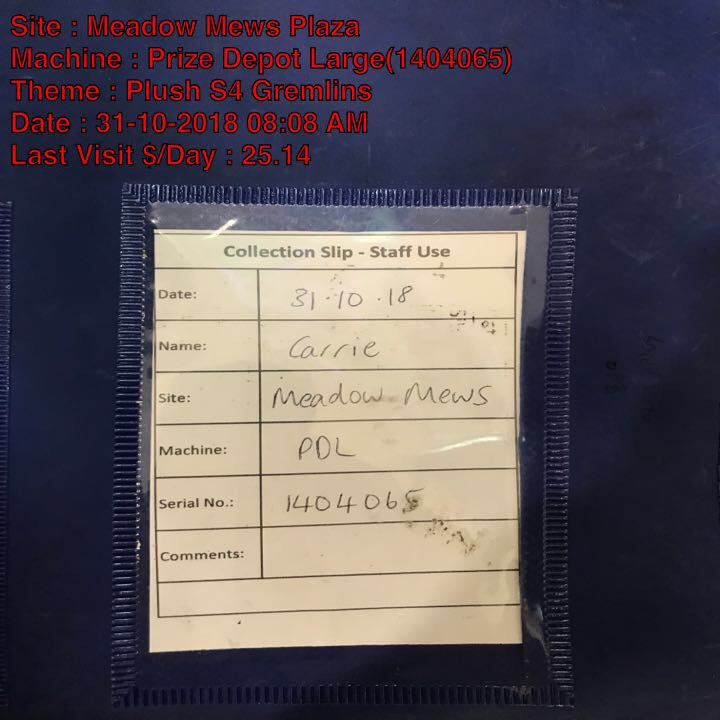 Site : Meadow Mews Plaza
Machine : Prize Depot Large(1404065)
Theme : Plush S4 Gremlins
Date : 31-10-2018 08:08 AM
Last Visit $/Day : 25.14
Collection Slip - Staff Use
Date: 31.10.18
Name: Carrie
Site: Meadow Mews
Machine: PDL
Serial No.: 1404065
Comments: